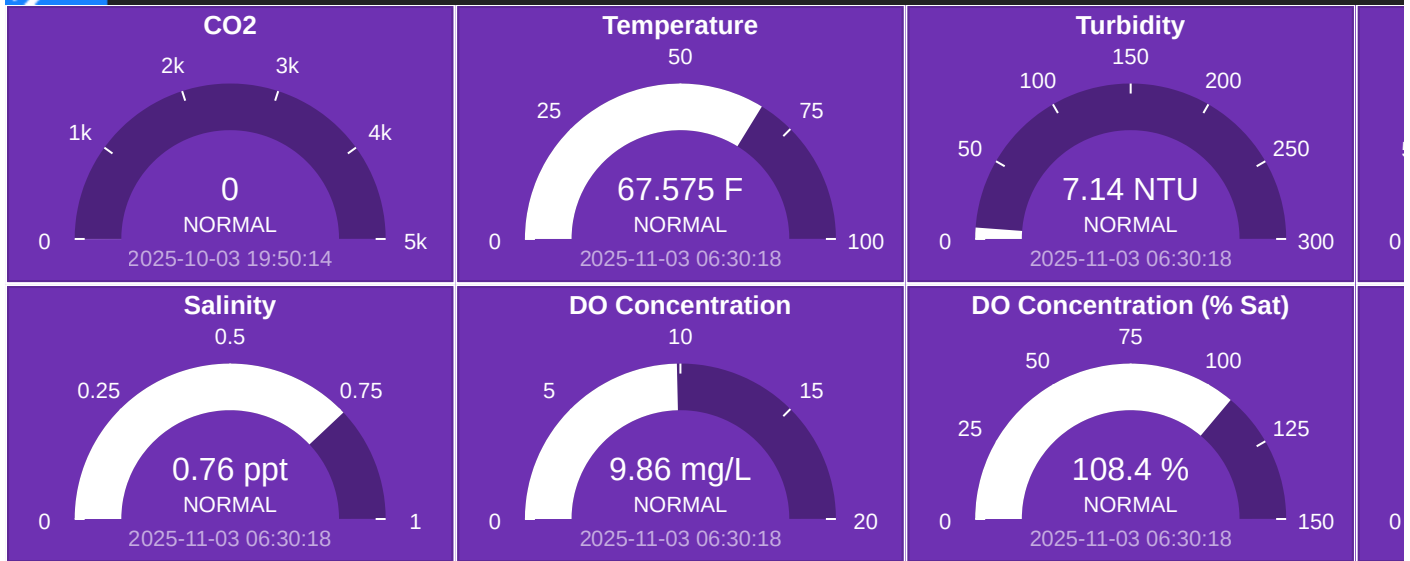 CO2
2k
3k
1k
4k
0
NORMAL
0
5k
2025-10-03 19:50:14
Temperature
50
25
75
67.575 F
NORMAL
0
100
2025-11-03 06:30:18
Turbidity
150
100
200
50
250
7.14 NTU
NORMAL
0
300
2025-11-03 06:30:18
0
Salinity
0.5
0.25
0.75
0.76 ppt
NORMAL
0
1
2025-11-03 06:30:18
DO Concentration
10
5
15
9.86 mg/L
NORMAL
0
20
2025-11-03 06:30:18
DO Concentration (% Sat)
75
50
100
25
125
108.4 %
NORMAL
0
150
2025-11-03 06:30:18
0